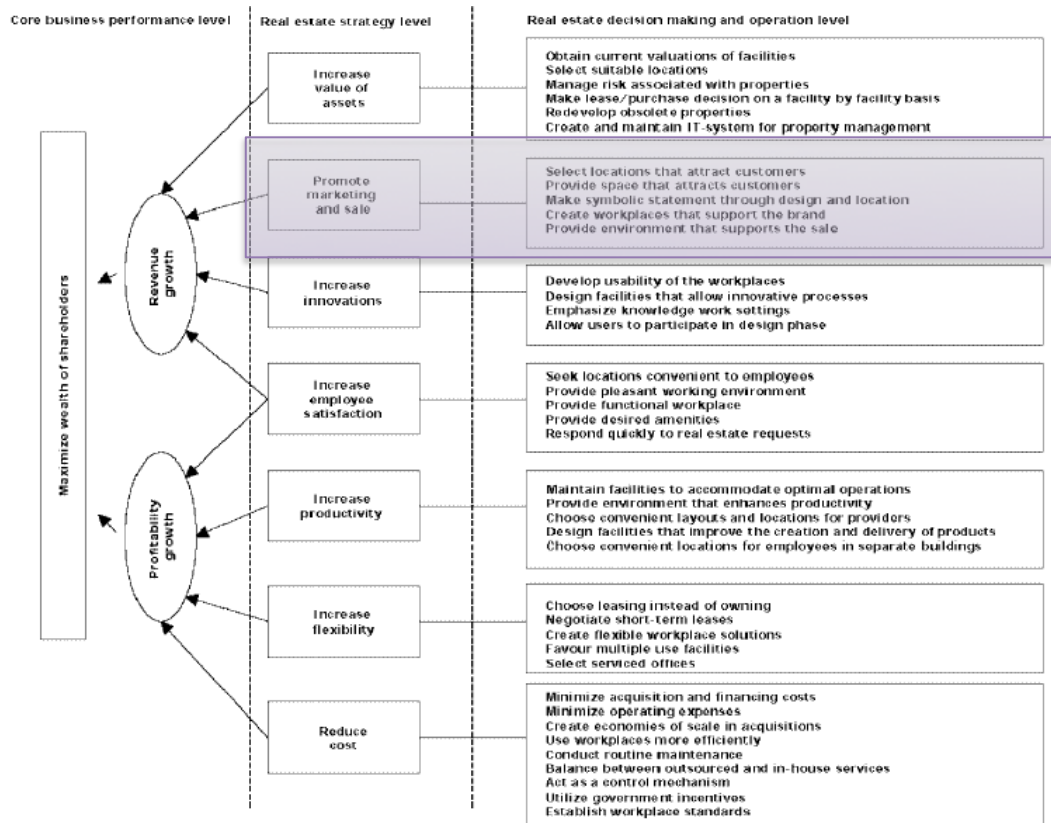 Core business performance level
Real estate strategy level
Real estate decision making and operation level
Maximize wealth of shareholders
Revenue
growth
Profitability
growth
Increase
value of
assets
Obtain current valuations of facilities
Select suitable locations
Manage risk associated with properties
Make lease/purchase decision on a facility by facility basis
Redevelop obsolete properties
Create and maintain IT-system for property management
Promote
marketing
and sale
Select locations that attract customers
Provide space that attracts customers
Make symbolic statement through design and location
Create workplaces that support the brand
Provide environment that supports the sale
Increase
innovations
Develop usability of the workplaces
Design facilities that allow innovative processes
Emphasize knowledge work settings
Allow users to participate in design phase
Increase
employee
satisfaction
Seek locations convenient to employees
Provide pleasant working environment
Provide functional workplace
Provide desired amenities
Respond quickly to real estate requests
Increase
productivity
Maintain facilities to accommodate optimal operations
Provide environment that enhances productivity
Choose convenient layouts and locations for providers
Design facilities that improve the creation and delivery of products
Choose convenient locations for employees in separate buildings
Increase
flexibility
Choose leasing instead of owning
Negotiate short-term leases
Create flexible workplace solutions
Favour multiple use facilities
Select serviced offices
Reduce
cost
Minimize acquisition and financing costs
Minimize operating expenses
Create economies of scale in acquisitions
Use workplaces more efficiently
Conduct routine maintenance
Balance between outsourced and in-house services
Act as a control mechanism
Utilize government incentives
Establish workplace standards